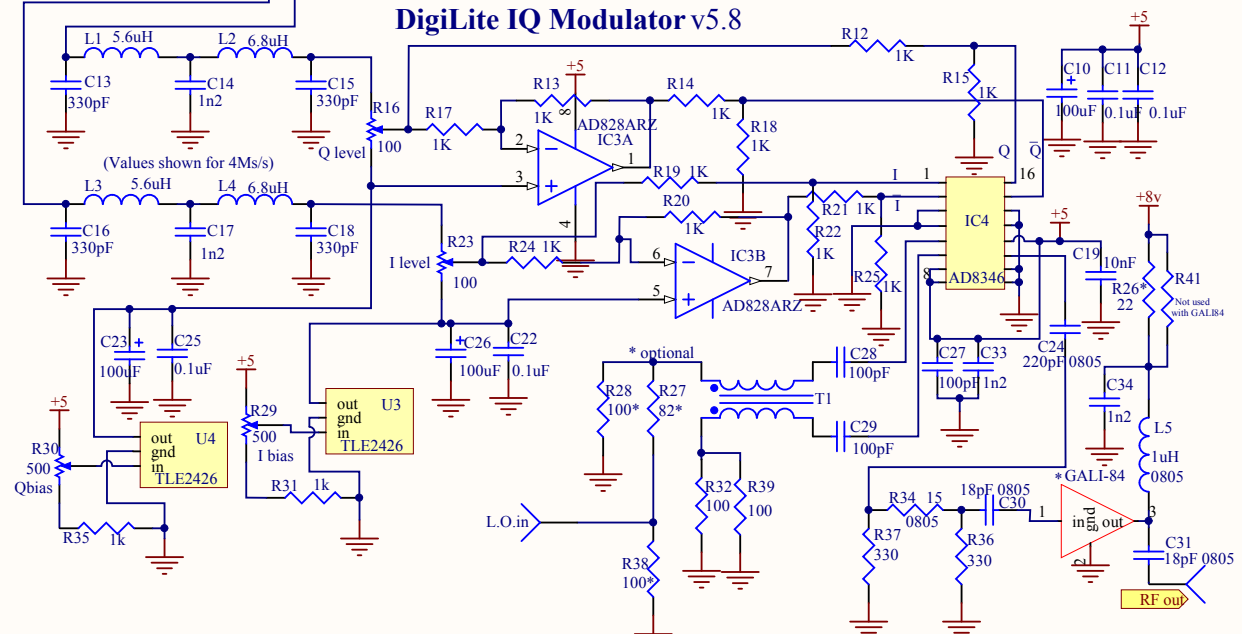 DigiLite IQ Modulator v5.8
L1 5.6uH
L2 6.8uH
C13
330pF
C14
1n2
C15
330pF
R16
100
Q level
R17
1K
R13
1K
+5
8
AD828ARZ
IC3A
2
3
1
4
R14
1K
R12
1K
R15
1K
R18
1K
+5
C10
100uF
C11
0.1uF
C12
0.1uF
(Values shown for 4Ms/s)
L3 5.6uH
L4 6.8uH
C16
330pF
C17
1n2
C18
330pF
R23
100
I level
R24 1K
R19 1K
R20
1K
IC3B
6
5
7
AD828ARZ
R21 1K
R22
1K
R25
1K
I
I
Q
Q
1
16
IC4
8
AD8346
+5
C19
10nF
+8v
R26*
22
R41
Not used
with GALI84
C23
100uF
C25
0.1uF
C26
100uF
C22
0.1uF
+5
R30
500
Qbias
R35
1k
out
gnd
in
U4
TLE2426
+5
R29
500
I bias
R31 1k
out
gnd
in
U3
TLE2426
* optional
R28
100*
R27
82*
T1
C28
100pF
C29
100pF
R32
100
R39
100
L.O.in
R38
100*
C27
100pF
C33
1n2
C24
220pF 0805
C34
1n2
L5
1uH
0805
R34 15
0805
R37
330
R36
330
18pF 0805
C30
*GALI-84
1
in
gnd
out
3
2
C31
18pF 0805
RF out